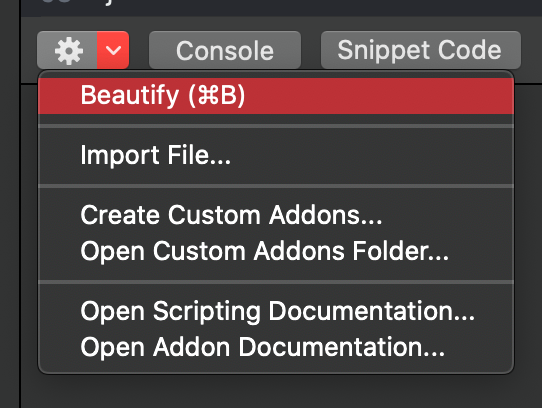 Console
Snippet Code
Beautify (⌘B)
Import File...
Create Custom Addons...
Open Custom Addons Folder...
Open Scripting Documentation...
Open Addon Documentation...